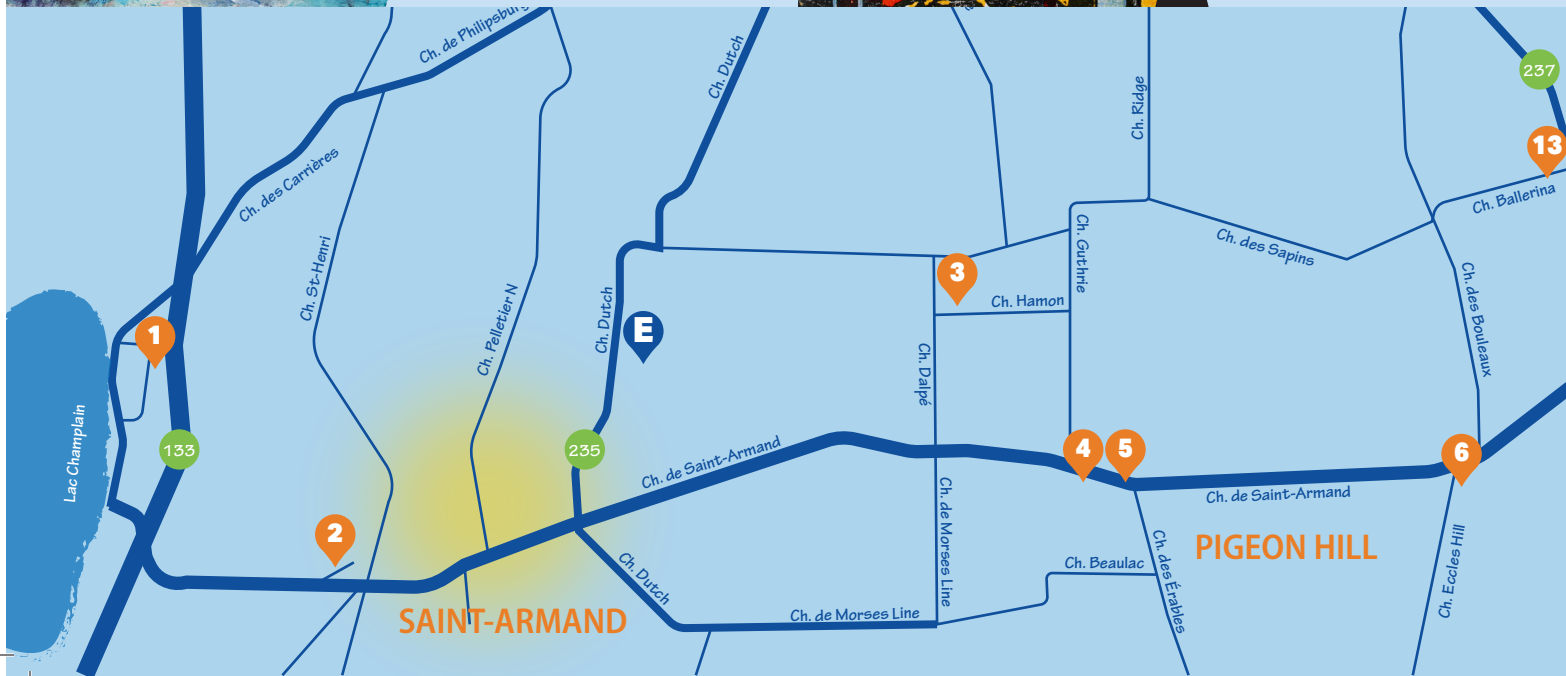 Ch. de Philipsburg
Ch. Dutch
237
Ch. Ridge
13
Ch. des Carrières
Ch. Ballerina
Ch. St-Henri
Ch. Guthrie
Ch. des Sapins
3
Ch. Hamon
Ch. Pelletier N
Ch. Dutch
E
1
Ch. des Bouleaux
Ch. Dalpé
Lac Champlain
133
235
Ch. de Saint-Armand
4
5
6
Ch. de Saint-Armand
2
Ch. de Morses Line
PIGEON HILL
Ch. Dutch
Ch. Beaulac
Ch. des Érables
Ch. Eccles Hill
SAINT-ARMAND
Ch. de Morses Line